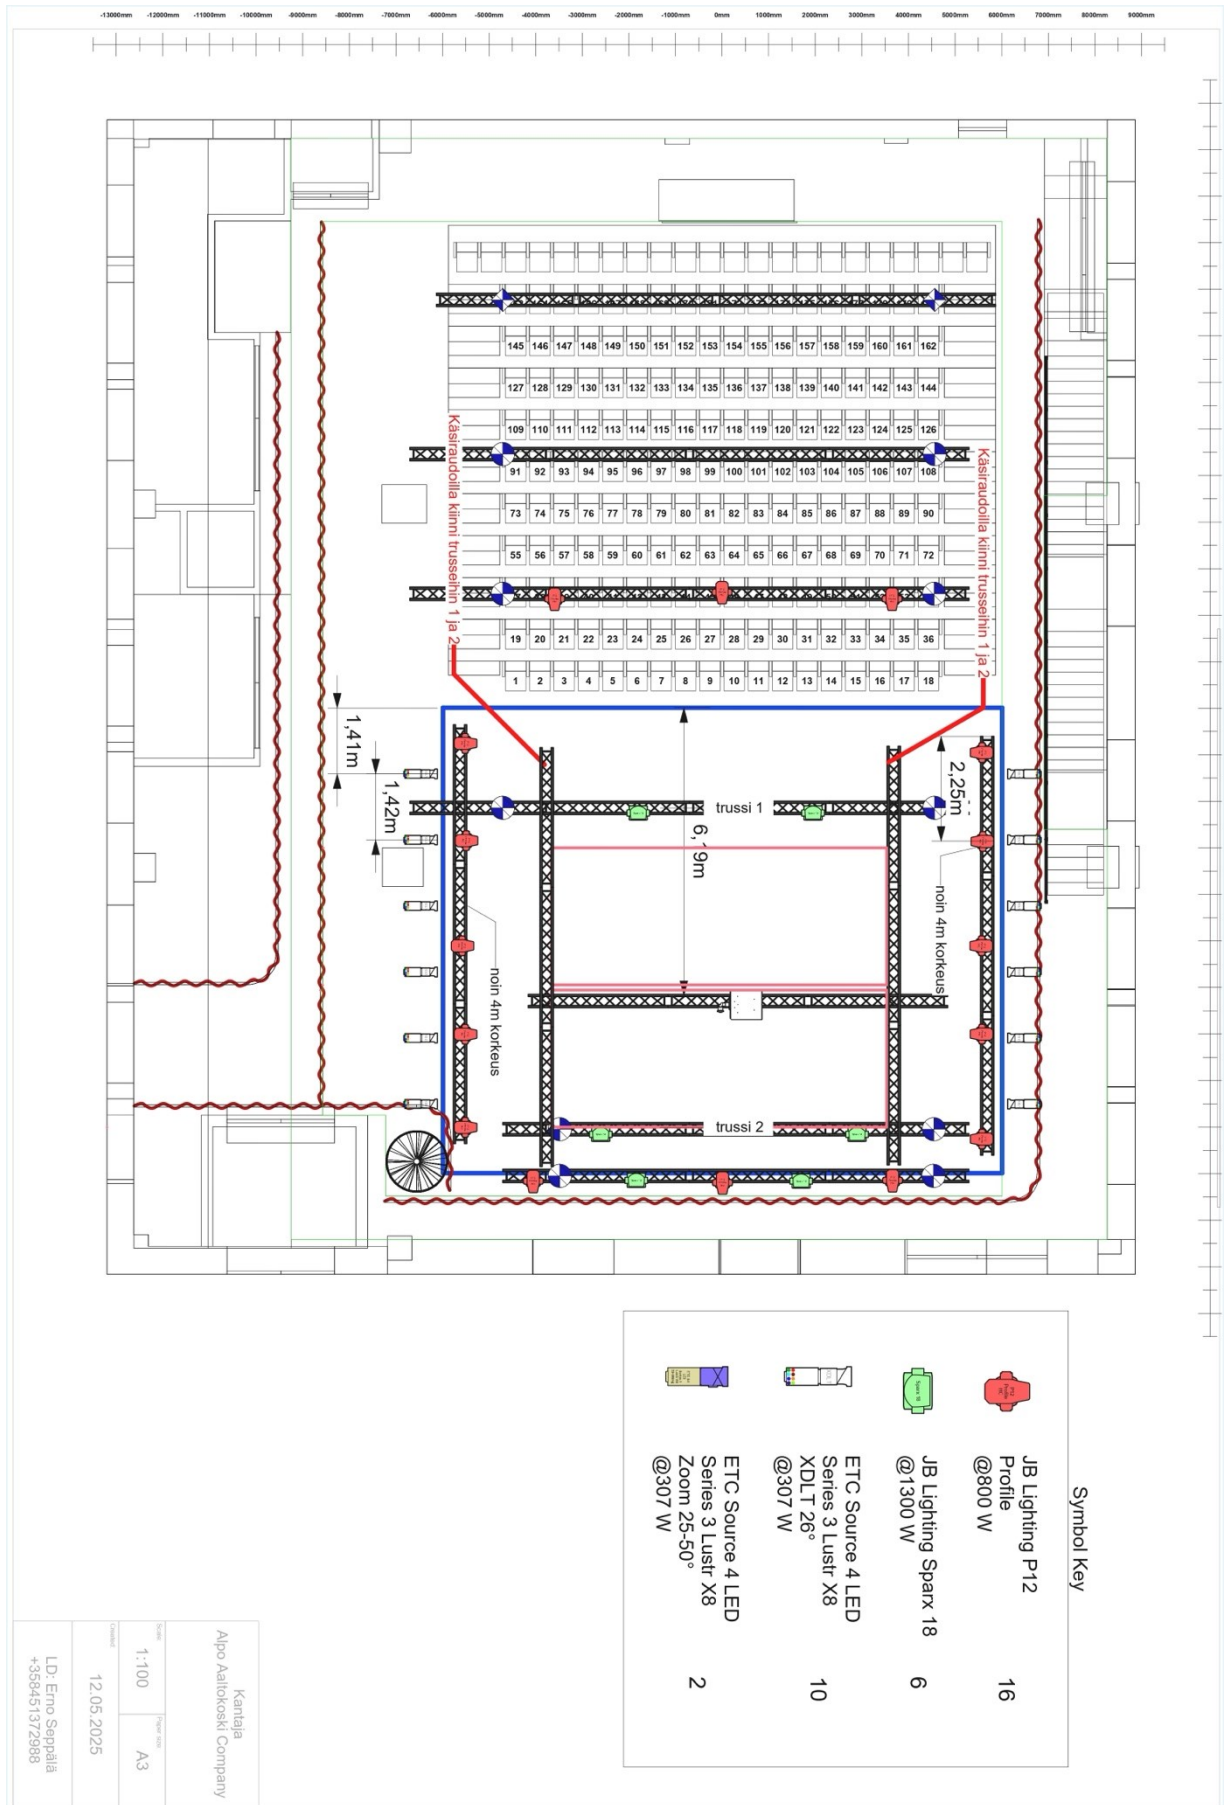 -13000mm -12000mm -11000mm -10000mm -9000mm -8000mm -7000mm -6000mm -5000mm -4000mm -3000mm -2000mm -1000mm 0mm 1000mm 2000mm 3000mm 4000mm 5000mm 6000mm 7000mm 8000mm 9000mm
145 146 147 148 149 150 151 152 153 154 155 156 157 158 159 160 161 162
127 128 129 130 131 132 133 134 135 136 137 138 139 140 141 142 143 144
109 110 111 112 113 114 115 116 117 118 119 120 121 122 123 124 125 126
91 92 93 94 95 96 97 98 99 100 101 102 103 104 105 106 107 108
73 74 75 76 77 78 79 80 81 82 83 84 85 86 87 88 89 90
55 56 57 58 59 60 61 62 63 64 65 66 67 68 69 70 71 72
19 20 21 22 23 24 25 26 27 28 29 30 31 32 33 34 35 36
1 2 3 4 5 6 7 8 9 10 11 12 13 14 15 16 17 18
Käsiraudoilla kiinni trusseihin 1 ja 2
Käsiraudoilla kiinni trusseihin 1 ja 2
1,41m
1,42m
2,25m
6,19m
trussi 1
noin 4m korkeus
noin 4m korkeus
trussi 2
Symbol Key
JB Lighting P12
Profile
@800 W
16
JB Lighting Sparx 18
@1300 W
6
ETC Source 4 LED
Series 3 Lustr X8
XDLT 26°
@307 W
10
ETC Source 4 LED
Series 3 Lustr X8
Zoom 25-50°
@307 W
2
Kantaja
Alpo Aaltokoski Company
Scale
1:100
Paper size
A3
Created
12.05.2025
LD: Erno Seppälä
+358451372988